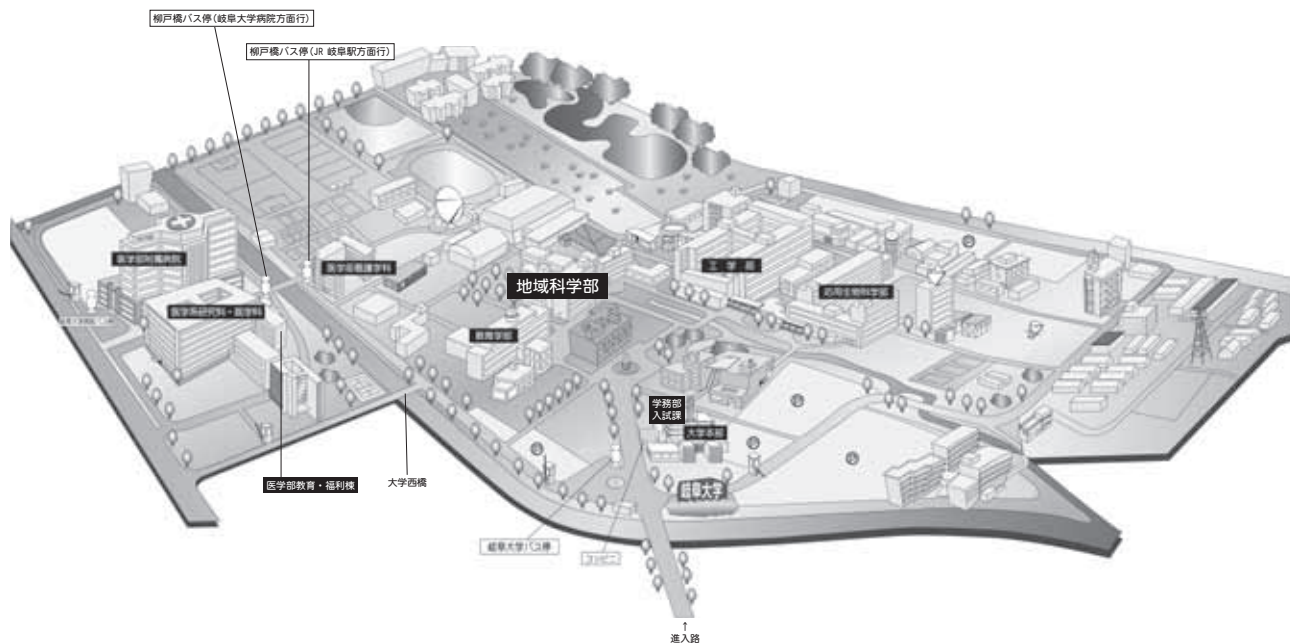 柳戸橋バス停(岐阜大学病院方面行)
柳戸橋バス停(JR 岐阜駅方面行)
医学部附属病院
医学部看護学科
地域科学部
工 学 部
応用生物科学部
医学系研究科・医学科
教育学部
学務部
入試課
大学本部
医学部教育・福利棟
大学西橋
岐阜大学
岐阜大学バス停
コンビニ
↑
進入路